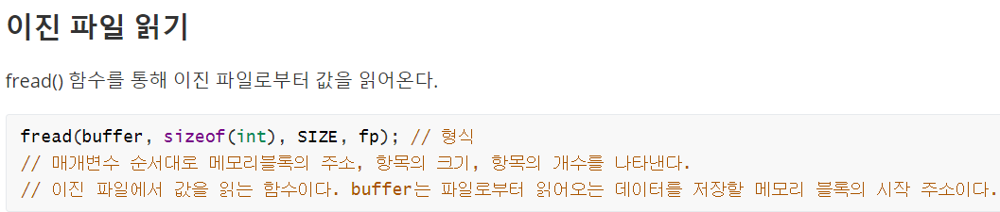 이진 파일 읽기
fread() 함수를 통해 이진 파일로부터 값을 읽어온다.
fread(buffer, sizeof(int), SIZE, fp); // 형식
// 매개변수 순서대로 메모리블록의 주소, 항목의 크기, 항목의 개수를 나타낸다.
// 이진 파일에서 값을 읽는 함수이다. buffer는 파일로부터 읽어오는 데이터를 저장할 메모리 블록의 시작 주소이다.